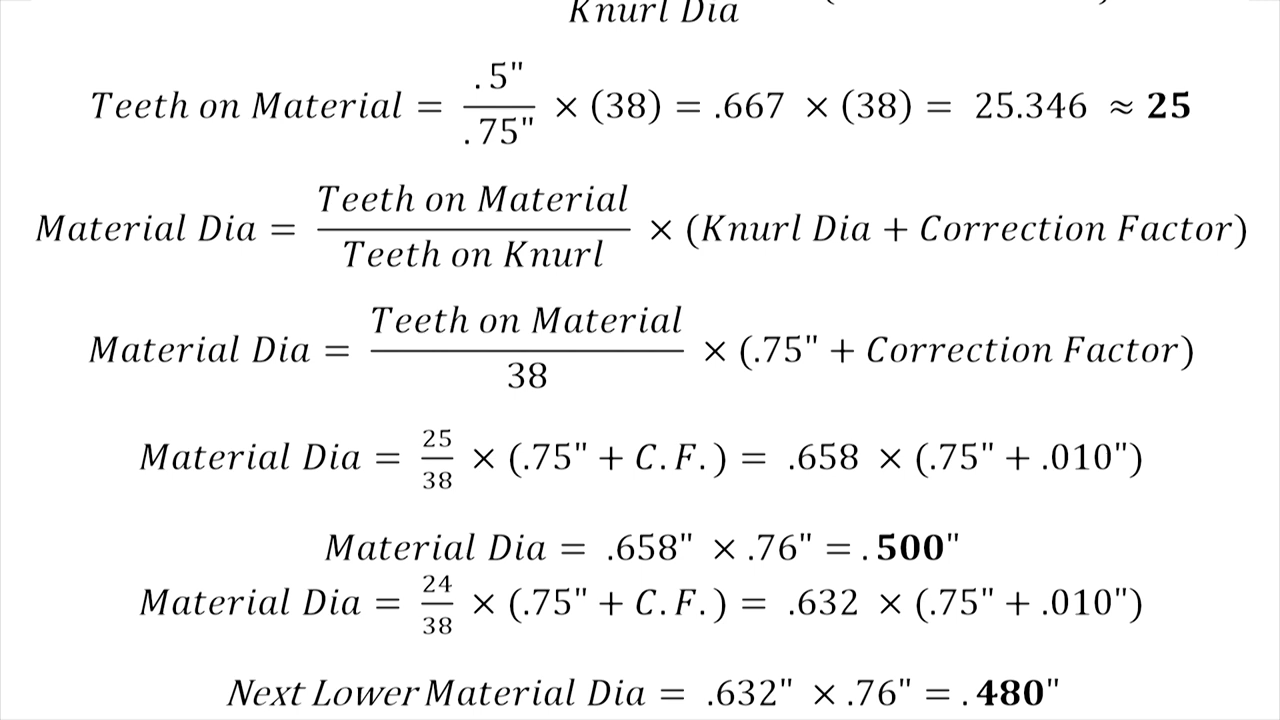 Knurl Dia
Teeth on Material = .5" / .75" × (38) = .667 × (38) = 25.346 ≈ 25
Material Dia = Teeth on Material / Teeth on Knurl × (Knurl Dia + Correction Factor)
Material Dia = Teeth on Material / 38 × (.75" + Correction Factor)
Material Dia = 25/38 × (.75" + C.F.) = .658 × (.75" + .010")
Material Dia = .658" × .76" = .500"
Material Dia = 24/38 × (.75" + C.F.) = .632 × (.75" + .010")
Next Lower Material Dia = .632" × .76" = .480"